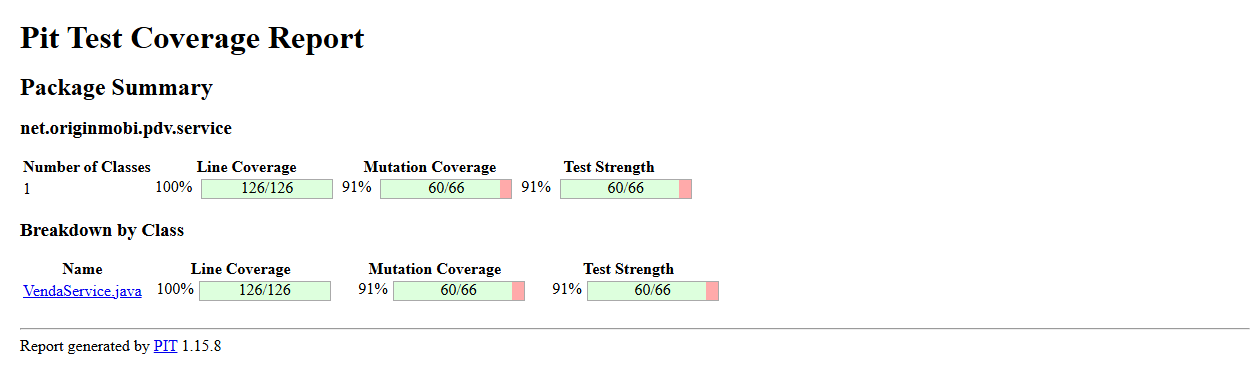 Pit Test Coverage Report
Package Summary
net.originmobi.pdv.service
Number of Classes Line Coverage Mutation Coverage Test Strength
1 100% 126/126 91% 60/66 91% 60/66
Breakdown by Class
Name Line Coverage Mutation Coverage Test Strength
VendaService.java 100% 126/126 91% 60/66 91% 60/66
Report generated by PIT 1.15.8